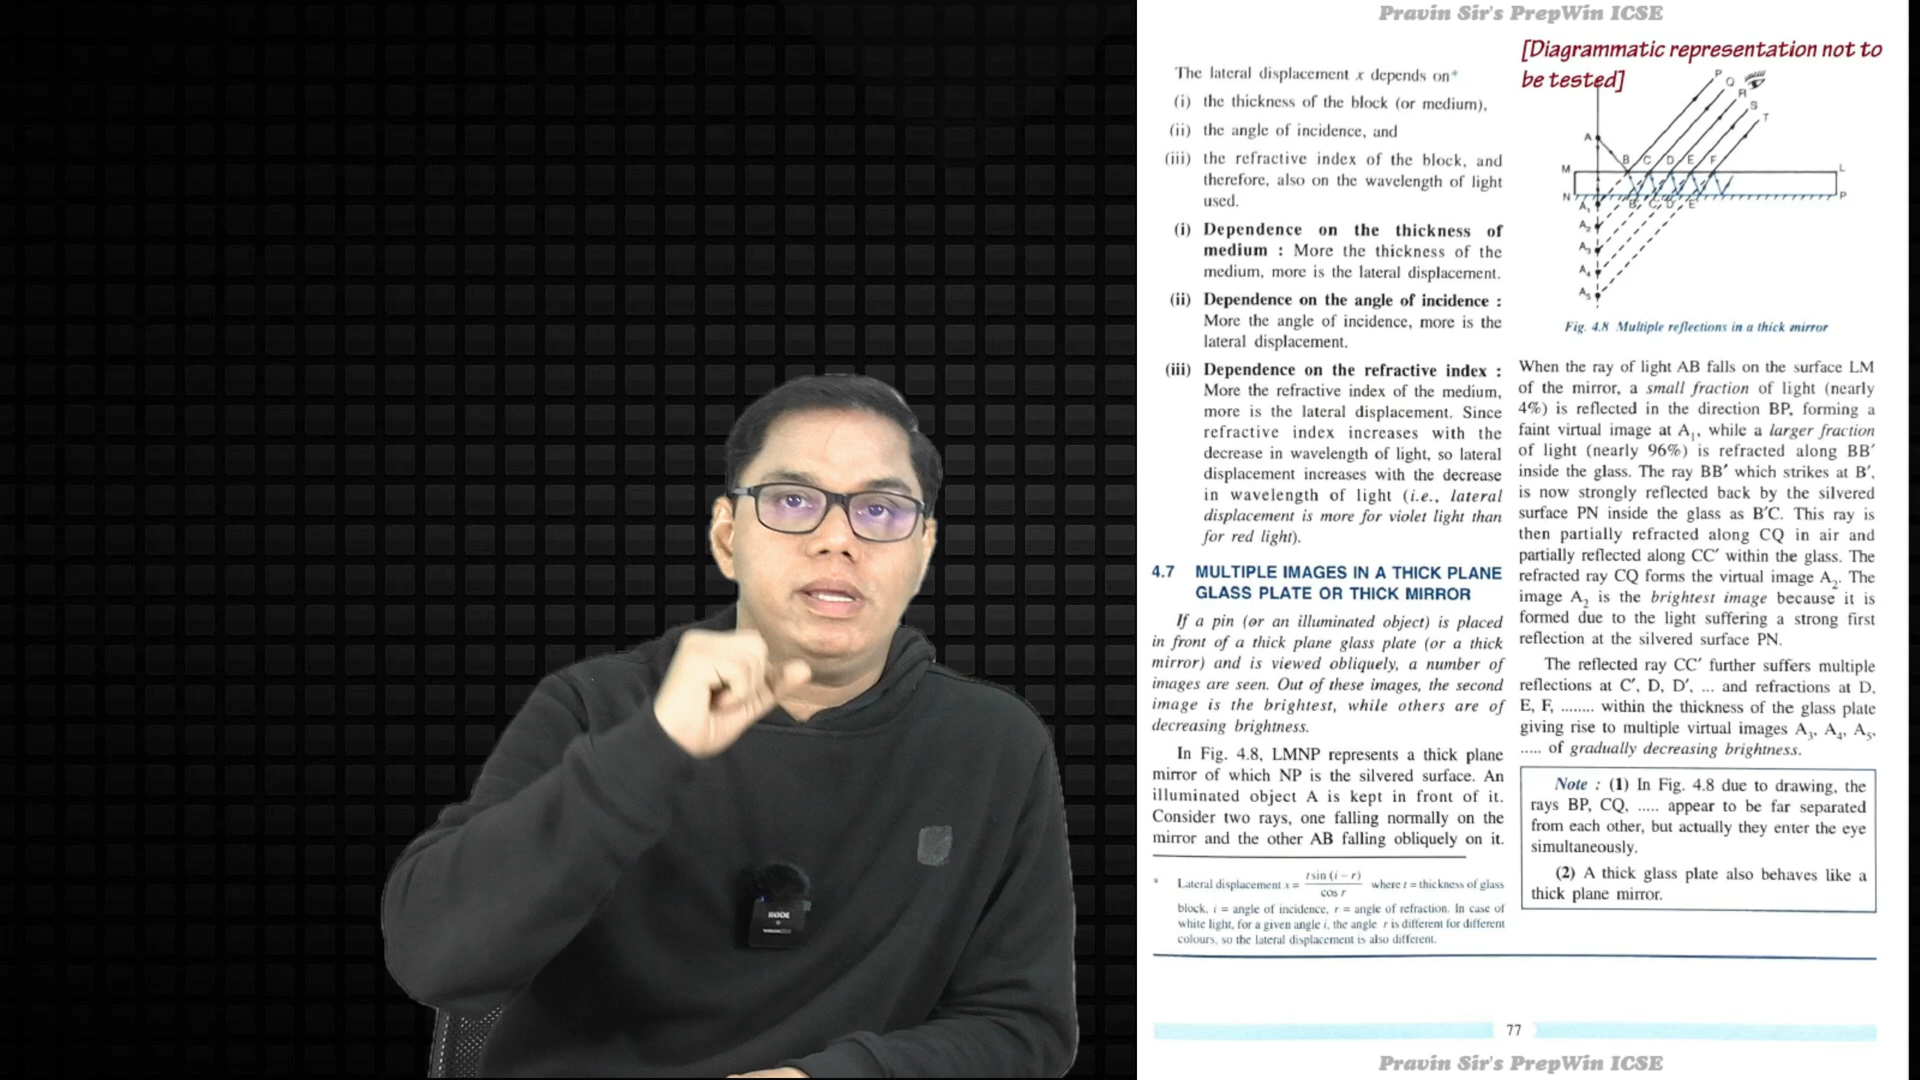 Pravin Sir's PrepWin ICSE
The lateral displacement x depends on*
(i) the thickness of the block (or medium),
(ii) the angle of incidence, and
(iii) the refractive index of the block, and
therefore, also on the wavelength of light
used.
(i) Dependence on the thickness of
medium : More the thickness of the
medium, more is the lateral displacement.
(ii) Dependence on the angle of incidence :
More the angle of incidence, more is the
lateral displacement.
(iii) Dependence on the refractive index :
More the refractive index of the medium,
more is the lateral displacement. Since
refractive index increases with the
decrease in wavelength of light, so lateral
displacement increases with the decrease
in wavelength of light (i.e., lateral
displacement is more for violet light than
for red light).
4.7 MULTIPLE IMAGES IN A THICK PLANE
GLASS PLATE OR THICK MIRROR
If a pin (or an illuminated object) is placed
in front of a thick plane glass plate (or a thick
mirror) and is viewed obliquely, a number of
images are seen. Out of these images, the second
image is the brightest, while others are of
decreasing brightness.
In Fig. 4.8, LMNP represents a thick plane
mirror of which NP is the silvered surface. An
illuminated object A is kept in front of it.
Consider two rays, one falling normally on the
mirror and the other AB falling obliquely on it.
* Lateral displacement x = t sin (i – r) / cos r where t = thickness of glass
block, i = angle of incidence, r = angle of refraction. In case of
white light, for a given angle i, the angle r is different for different
colours, so the lateral displacement is also different.
[Diagrammatic representation not to
be tested]
P
Q
R
S
T
A
B C D E F
M L
N P
B′ C′ D′ E′
A₁
A₂
A₃
A₄
A₅
Fig. 4.8 Multiple reflections in a thick mirror
When the ray of light AB falls on the surface LM
of the mirror, a small fraction of light (nearly
4%) is reflected in the direction BP, forming a
faint virtual image at A₁, while a larger fraction
of light (nearly 96%) is refracted along BB′
inside the glass. The ray BB′ which strikes at B′,
is now strongly reflected back by the silvered
surface PN inside the glass as B′C. This ray is
then partially refracted along CQ in air and
partially reflected along CC′ within the glass. The
refracted ray CQ forms the virtual image A₂. The
image A₂ is the brightest image because it is
formed due to the light suffering a strong first
reflection at the silvered surface PN.
The reflected ray CC′ further suffers multiple
reflections at C′, D, D′, ... and refractions at D,
E, F, ........ within the thickness of the glass plate
giving rise to multiple virtual images A₃, A₄, A₅,
..... of gradually decreasing brightness.
Note : (1) In Fig. 4.8 due to drawing, the
rays BP, CQ, ..... appear to be far separated
from each other, but actually they enter the eye
simultaneously.
(2) A thick glass plate also behaves like a
thick plane mirror.
77
Pravin Sir's PrepWin ICSE
RODE